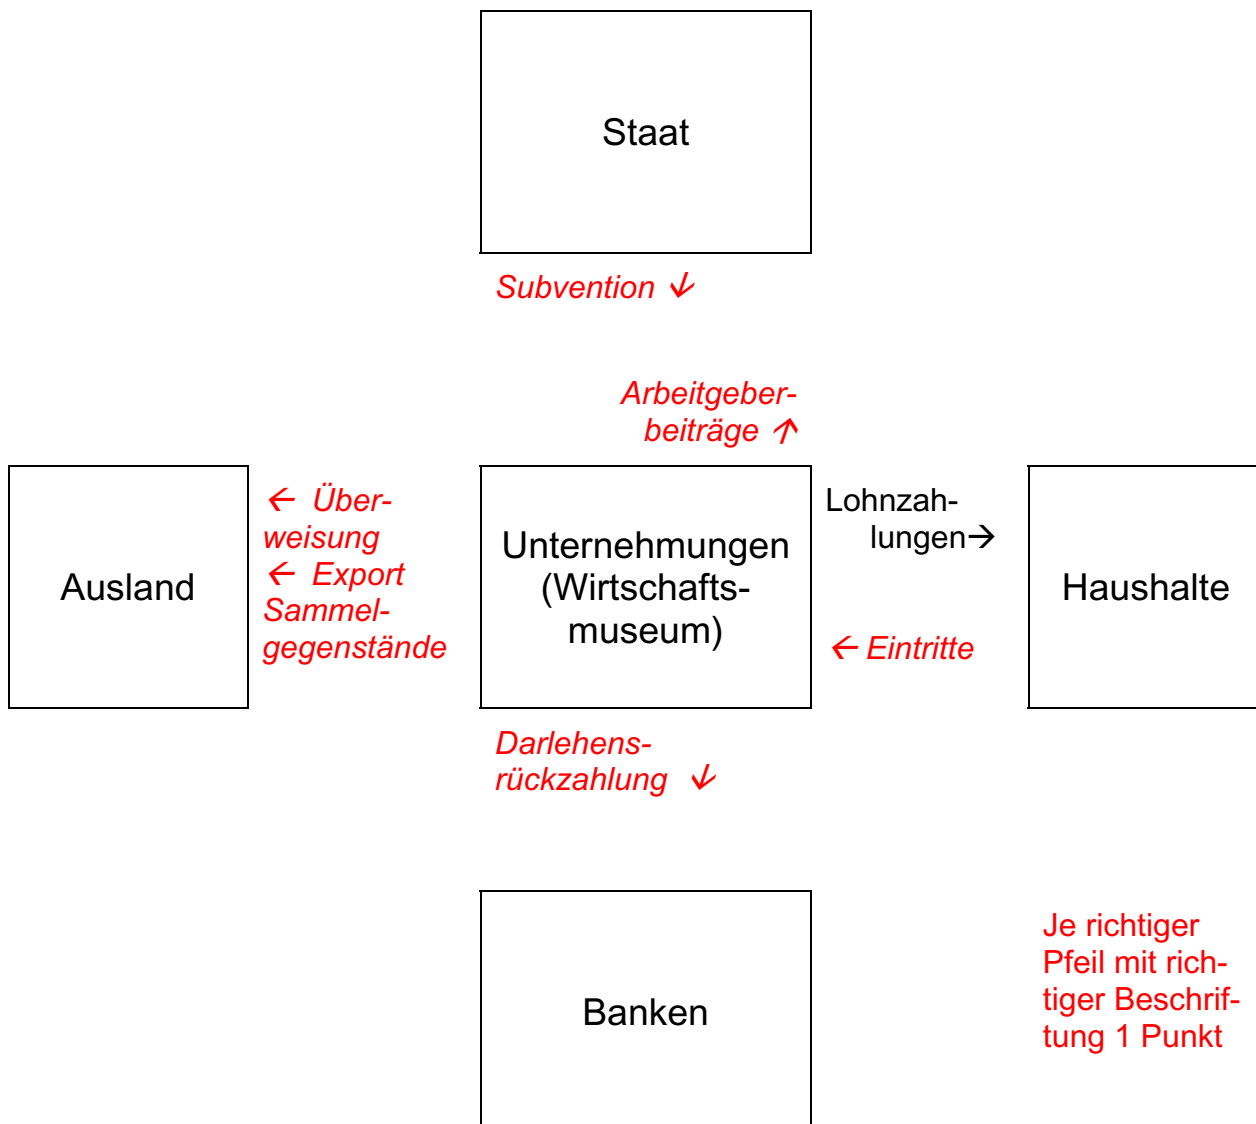 Staat
Subvention ↓
Arbeitgeber-
beiträge ↑
← Über-
weisung
← Export
Sammel-
gegenstände
Ausland
Unternehmungen
(Wirtschafts-
museum)
Lohnzah-
lungen→
← Eintritte
Haushalte
Darlehens-
rückzahlung ↓
Banken
Je richtiger
Pfeil mit rich-
tiger Beschrif-
tung 1 Punkt